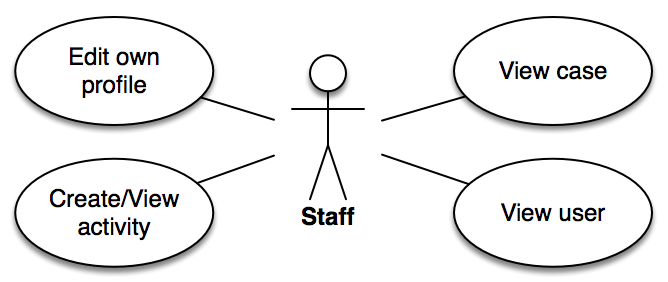 Edit own
profile
View case
Create/View
activity
Staff
View user